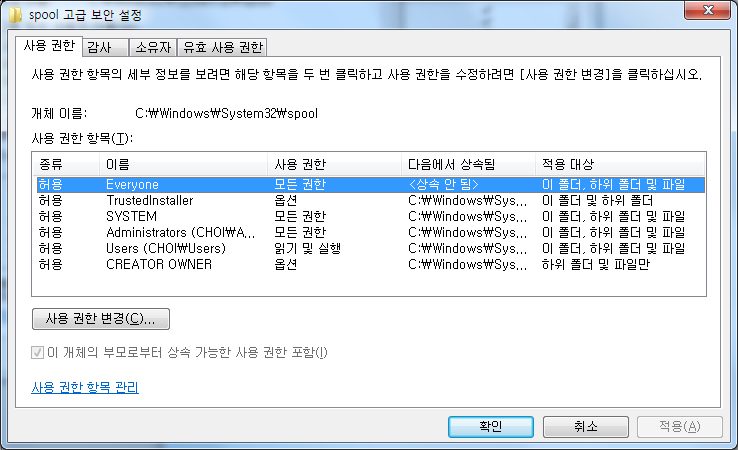 spool 고급 보안 설정
사용 권한 감사 소유자 유효 사용 권한
사용 권한 항목의 세부 정보를 보려면 해당 항목을 두 번 클릭하고 사용 권한을 수정하려면 [사용 권한 변경]을 클릭하십시오.
개체 이름: C:₩Windows₩System32₩spool
사용 권한 항목(T):
종류 이름 사용 권한 다음에서 상속됨 적용 대상
허용 Everyone 모든 권한 <상속 안 됨> 이 폴더, 하위 폴더 및 파일
허용 TrustedInstaller 옵션 C:₩Windows₩Sys... 이 폴더 및 하위 폴더
허용 SYSTEM 모든 권한 C:₩Windows₩Sys... 이 폴더, 하위 폴더 및 파일
허용 Administrators (CHOI₩A... 모든 권한 C:₩Windows₩Sys... 이 폴더, 하위 폴더 및 파일
허용 Users (CHOI₩Users) 읽기 및 실행 C:₩Windows₩Sys... 이 폴더, 하위 폴더 및 파일
허용 CREATOR OWNER 옵션 C:₩Windows₩Sys... 하위 폴더 및 파일만
사용 권한 변경(C)...
이 개체의 부모로부터 상속 가능한 사용 권한 포함(I)
사용 권한 항목 관리
확인 취소 적용(A)